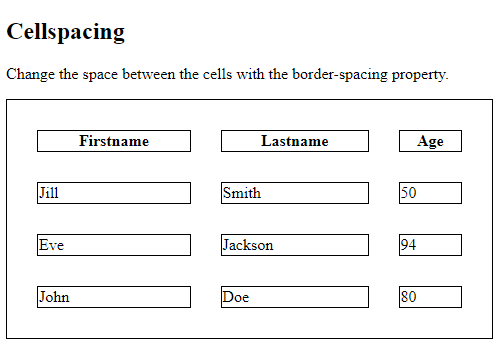 Cellspacing
Change the space between the cells with the border-spacing property.
Firstname Lastname Age
Jill Smith 50
Eve Jackson 94
John Doe 80